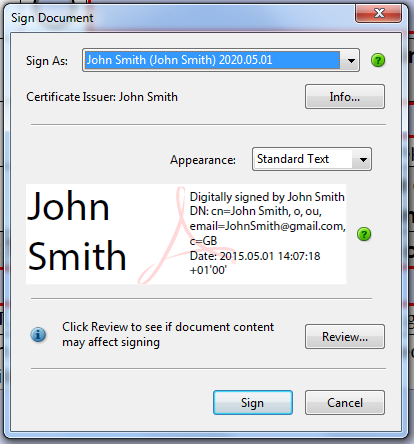 Sign Document
Sign As:
John Smith (John Smith) 2020.05.01
Certificate Issuer: John Smith
Info...
Appearance:
Standard Text
John
Smith
Digitally signed by John Smith
DN: cn=John Smith, o, ou,
email=JohnSmith@gmail.com,
c=GB
Date: 2015.05.01 14:07:18
+01'00'
Click Review to see if document content
may affect signing
Review...
Sign
Cancel